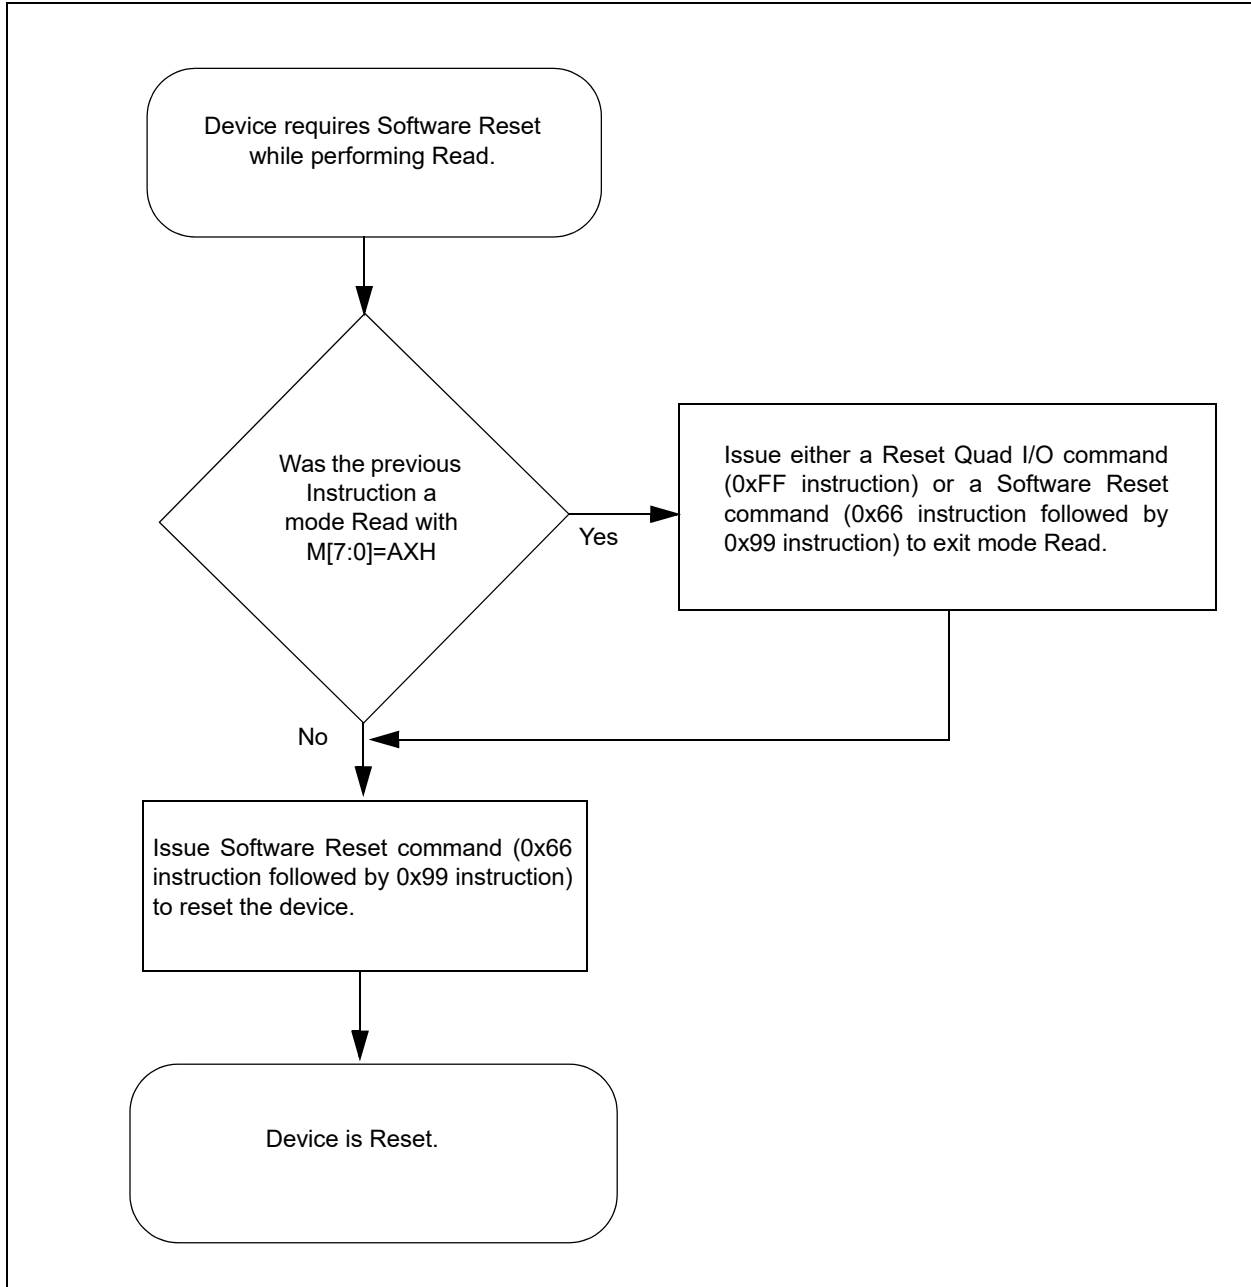 Device requires Software Reset
while performing Read.
Was the previous
Instruction a
mode Read with
M[7:0]=AXH
Yes
Issue either a Reset Quad I/O command
(0xFF instruction) or a Software Reset
command (0x66 instruction followed by
0x99 instruction) to exit mode Read.
No
Issue Software Reset command (0x66
instruction followed by 0x99 instruction)
to reset the device.
Device is Reset.